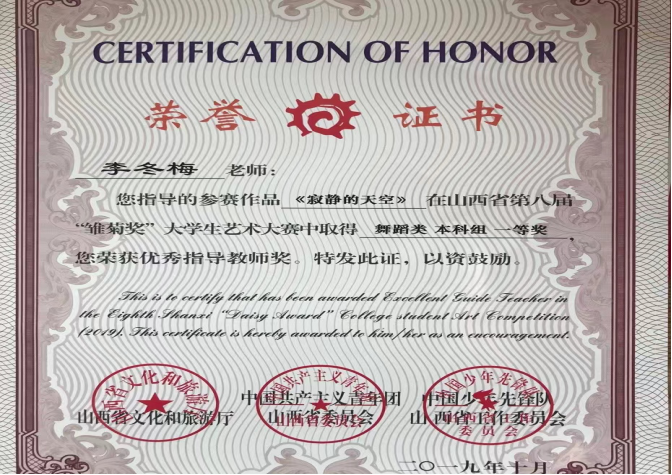 CERTIFICATION OF HONOR
荣誉 证书
李冬梅 老师：
您指导的参赛作品 《寂静的天空》 在山西省第八届
“雏菊奖”大学生艺术大赛中取得 舞蹈类 本科组 一等奖，
您荣获优秀指导教师奖。特发此证，以资鼓励。
This is to certify that has been awarded Excellent Guide Teacher in
the Eighth Shanxi “Daisy Award” College student Art Competition
(2019). This certificate is hereby awarded to him/her as an encouragement.
山西省文化和旅游厅
中国共产主义青年团
山西省委员会
中国少年先锋队
山西省工作委员会
二〇一九年十月